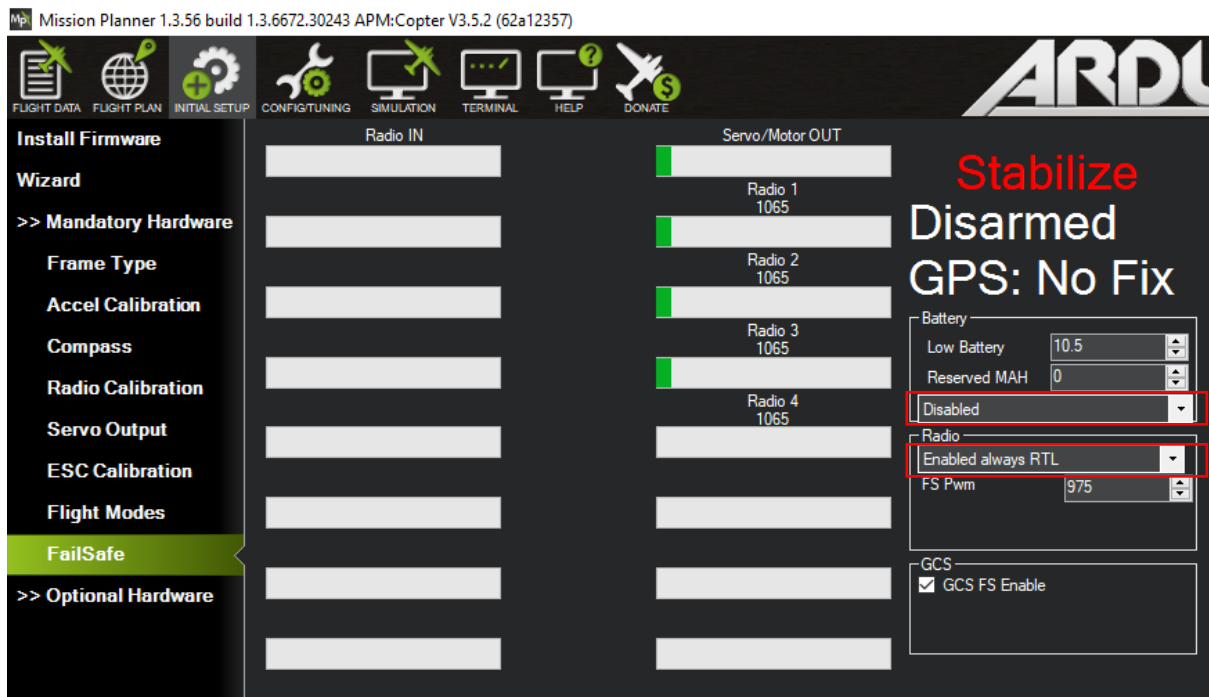 Mission Planner 1.3.56 build 1.3.6672.30243 APM:Copter V3.5.2 (62a12357)
FLIGHT DATA FLIGHT PLAN INITIAL SETUP CONFIG/TUNING SIMULATION TERMINAL HELP DONATE
ARDU
Install Firmware
Wizard
>> Mandatory Hardware
Frame Type
Accel Calibration
Compass
Radio Calibration
Servo Output
ESC Calibration
Flight Modes
FailSafe
>> Optional Hardware
Radio IN
Servo/Motor OUT
Radio 1
1065
Radio 2
1065
Radio 3
1065
Radio 4
1065
Stabilize
Disarmed
GPS: No Fix
Battery
Low Battery 10.5
Reserved MAH 0
Disabled
Radio
Enabled always RTL
FS Pwm 975
GCS
GCS FS Enable